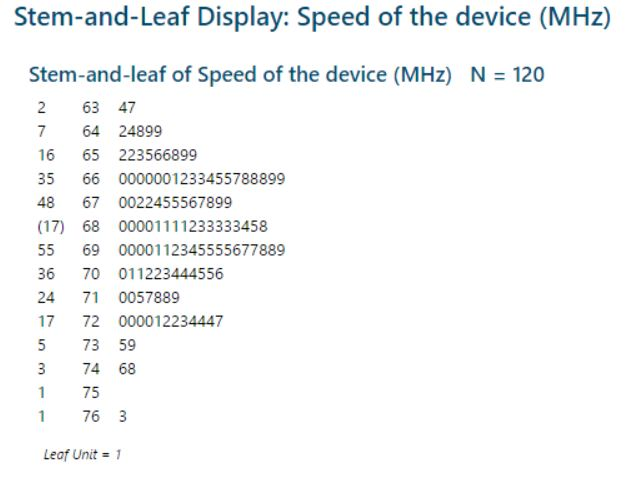 Stem-and-Leaf Display: Speed of the device (MHz)
Stem-and-leaf of Speed of the device (MHz) N = 120
2 63 47
7 64 24899
16 65 223566899
35 66 0000001233455788899
48 67 0022455567899
(17) 68 00001111233333458
55 69 0000112345555677889
36 70 011223444556
24 71 0057889
17 72 000012234447
5 73 59
3 74 68
1 75
1 76 3
Leaf Unit = 1